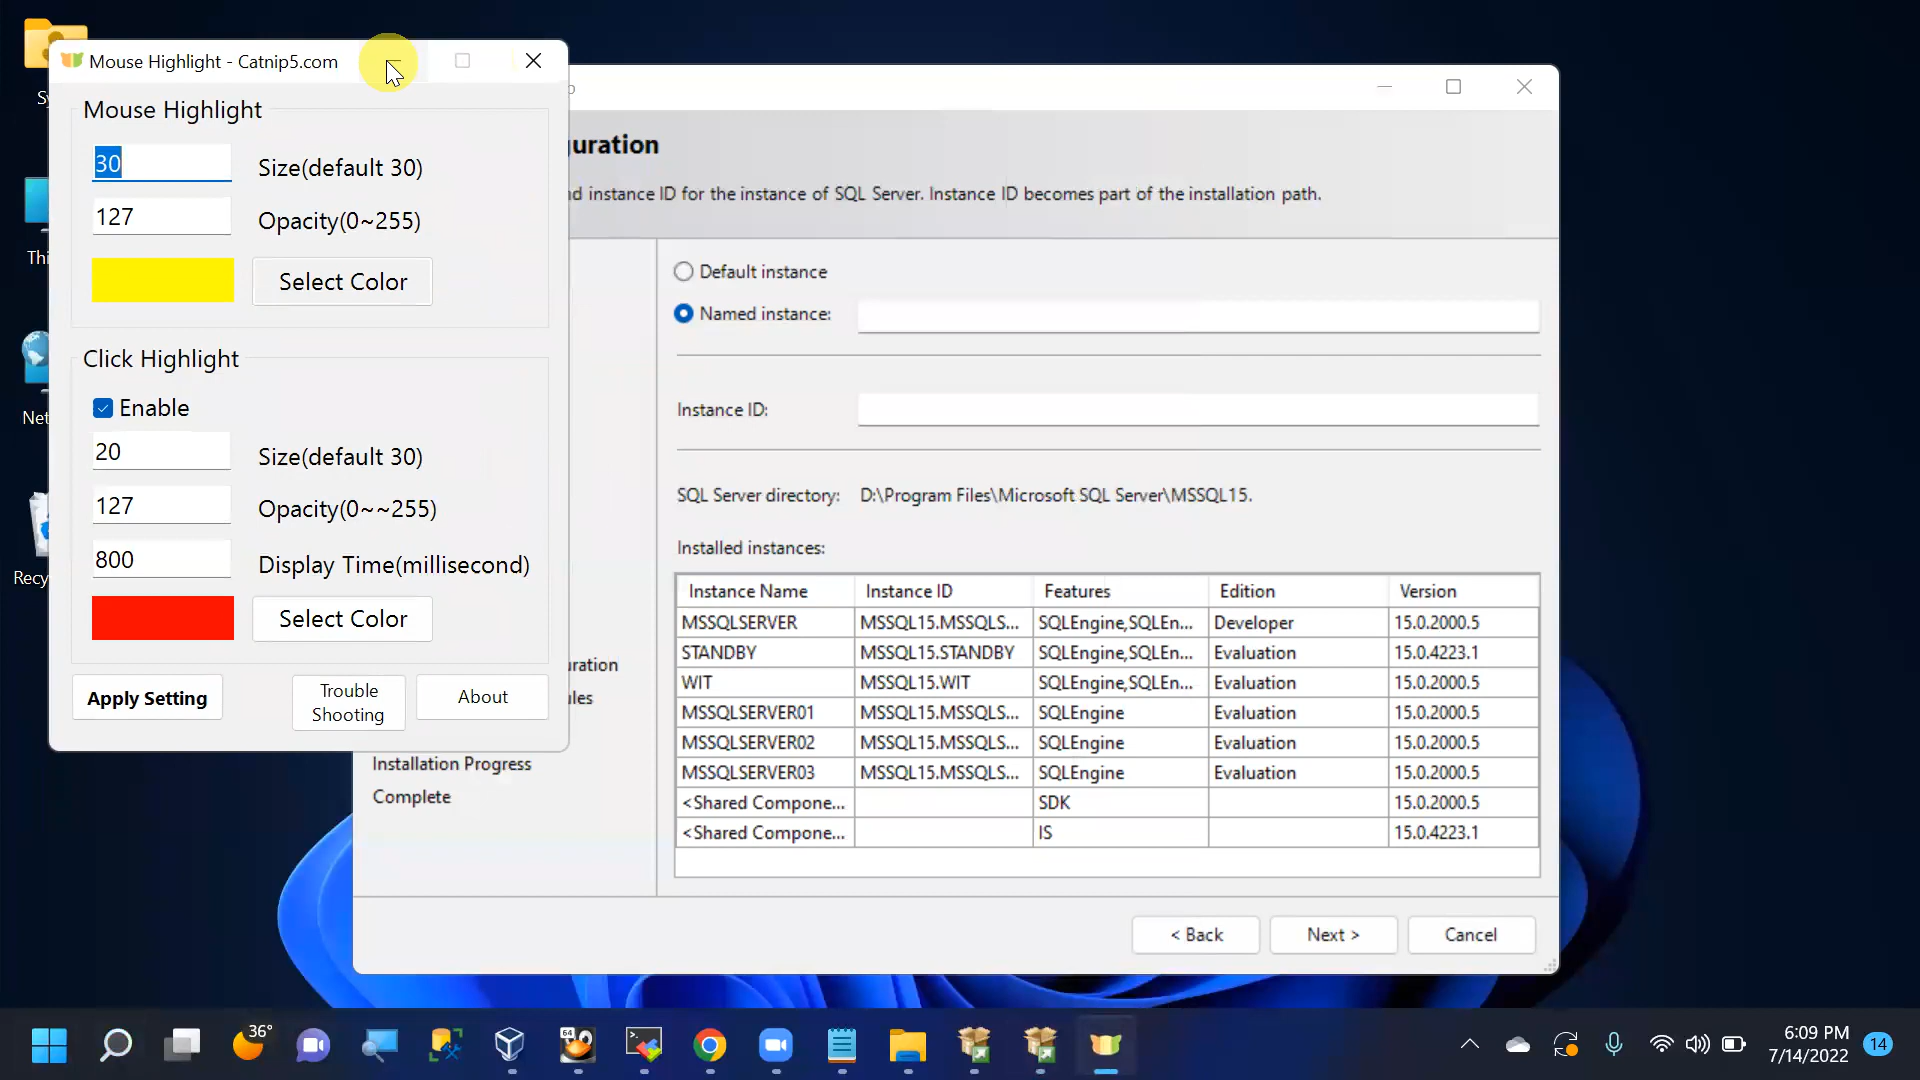 Mouse Highlight - Catnip5.com
Mouse Highlight
30
Size(default 30)
127
Opacity(0~255)
Select Color
Click Highlight
Enable
20
Size(default 30)
127
Opacity(0~~255)
800
Display Time(millisecond)
Select Color
Apply Setting
Trouble
Shooting
About
uration
d instance ID for the instance of SQL Server. Instance ID becomes part of the installation path.
Default instance
Named instance:
Instance ID:
SQL Server directory: D:\Program Files\Microsoft SQL Server\MSSQL15.
Installed instances:
Instance Name Instance ID Features Edition Version
MSSQLSERVER MSSQL15.MSSQLS... SQLEngine,SQLEn... Developer 15.0.2000.5
STANDBY MSSQL15.STANDBY SQLEngine,SQLEn... Evaluation 15.0.4223.1
WIT MSSQL15.WIT SQLEngine,SQLEn... Evaluation 15.0.2000.5
MSSQLSERVER01 MSSQL15.MSSQLS... SQLEngine Evaluation 15.0.2000.5
MSSQLSERVER02 MSSQL15.MSSQLS... SQLEngine Evaluation 15.0.2000.5
MSSQLSERVER03 MSSQL15.MSSQLS... SQLEngine Evaluation 15.0.2000.5
<Shared Compone... SDK 15.0.2000.5
<Shared Compone... IS 15.0.4223.1
uration
les
Installation Progress
Complete
< Back
Next >
Cancel
Sy
Thi
Net
Recy
36°
64
6:09 PM
7/14/2022
14